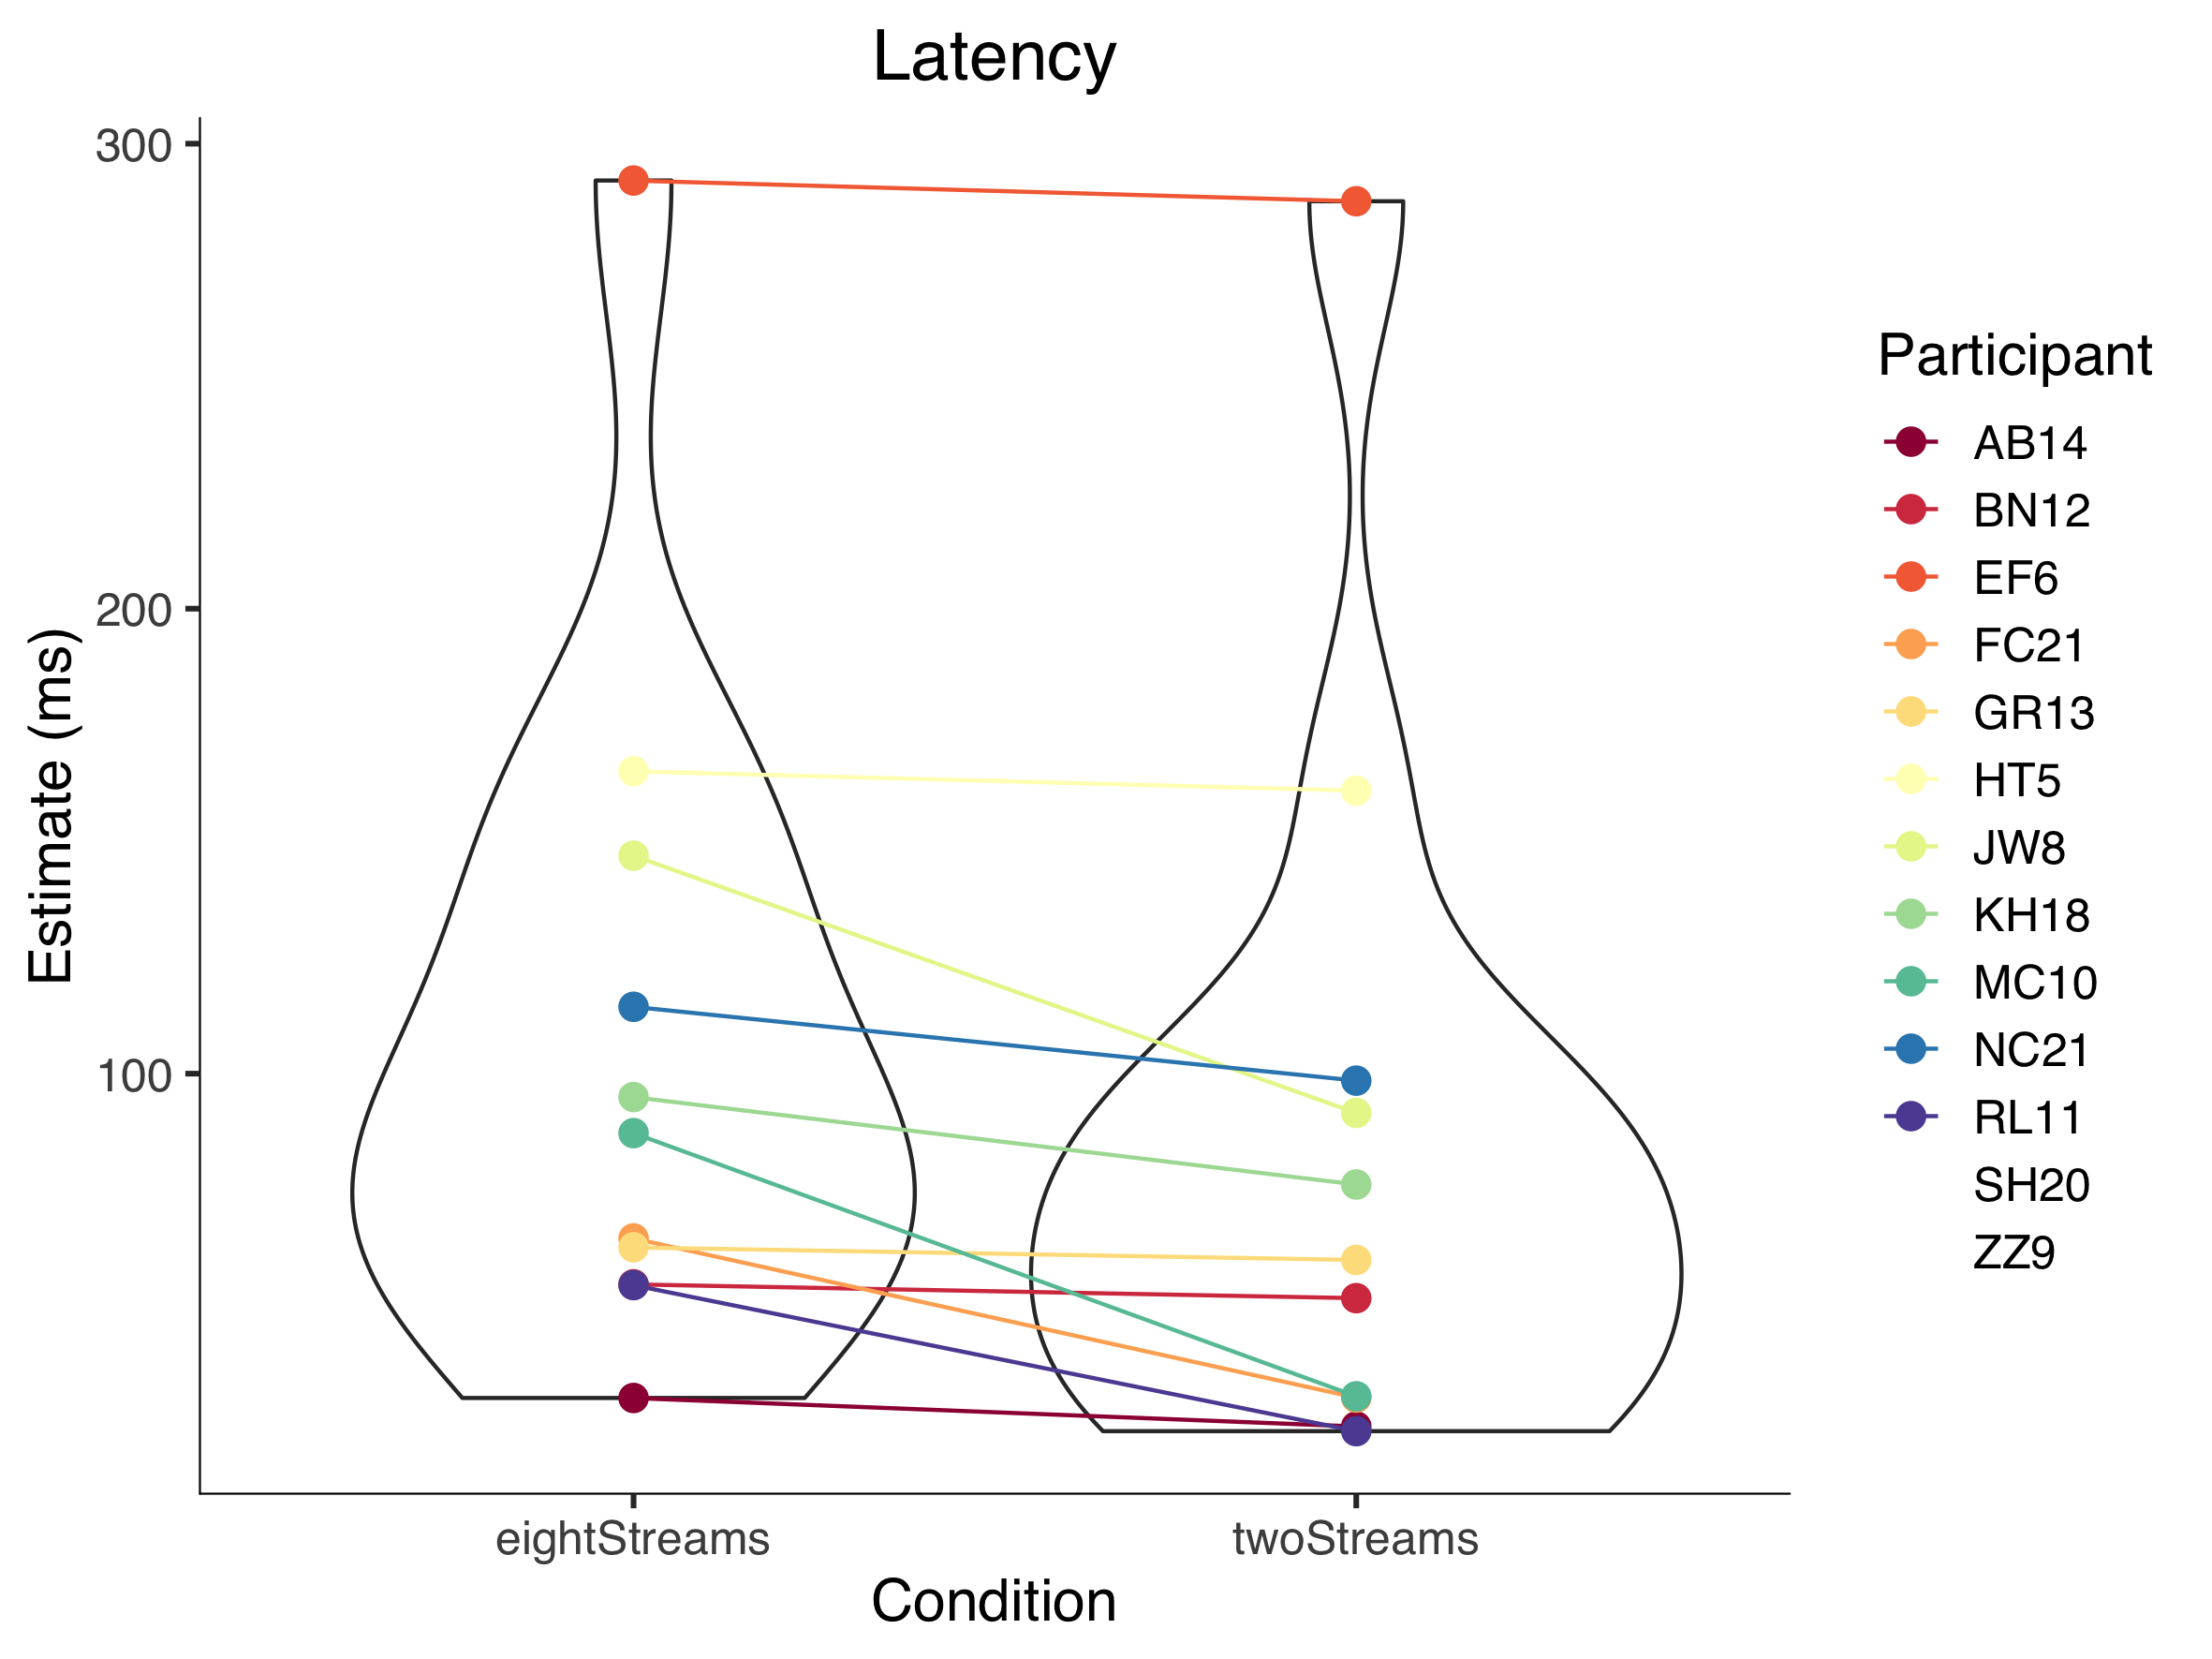 Latency
Estimate (ms)
300
200
100
eightStreams
twoStreams
Condition
Participant
AB14
BN12
EF6
FC21
GR13
HT5
JW8
KH18
MC10
NC21
RL11
SH20
ZZ9